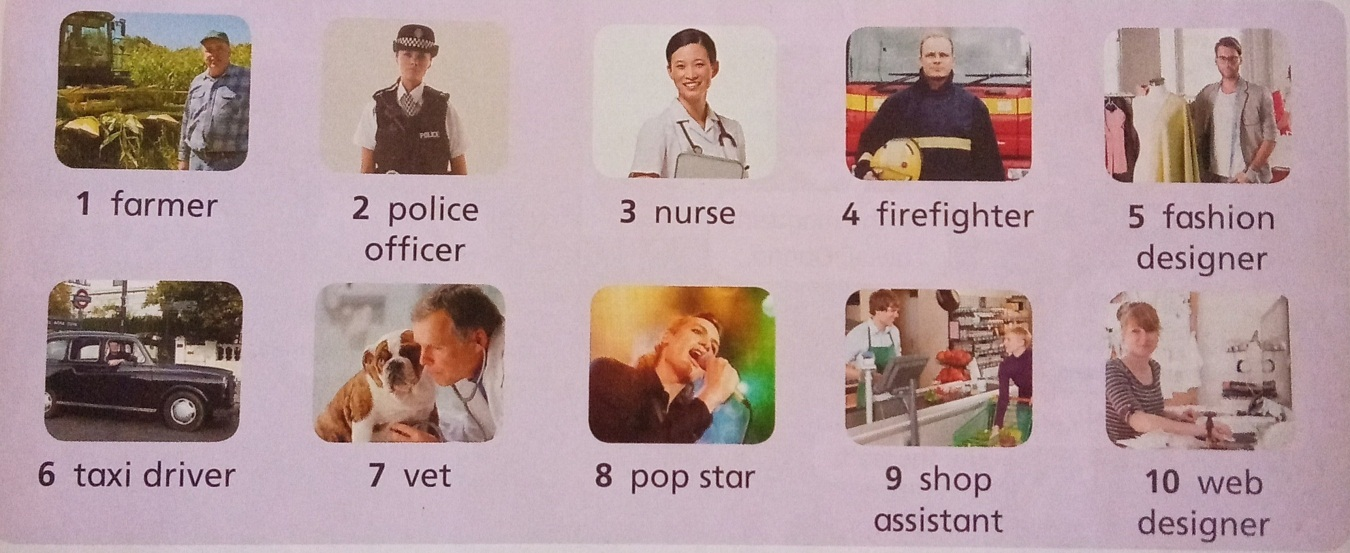 POLICE
1 farmer
2 police
officer
3 nurse
4 firefighter
5 fashion
designer
6 taxi driver
7 vet
8 pop star
9 shop
assistant
10 web
designer